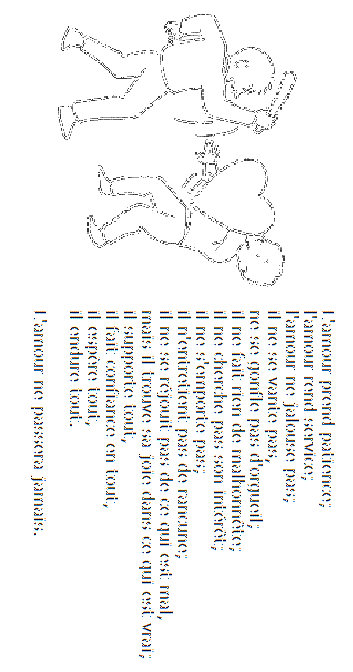 L'amour prend patience;
l'amour rend service;
l'amour ne jalouse pas;
il ne se vante pas,
ne se gonfle pas d'orgueil;
il ne fait rien de malhonnête;
il ne cherche pas son intérêt;
il ne s'emporte pas;
n'entretient pas de rancune;
il ne se réjouit pas de ce qui est mal,
mais il trouve sa joie dans ce qui est vrai;
il supporte tout,
il fait confiance en tout,
il espère tout,
il endure tout.
L'amour ne passera jamais.